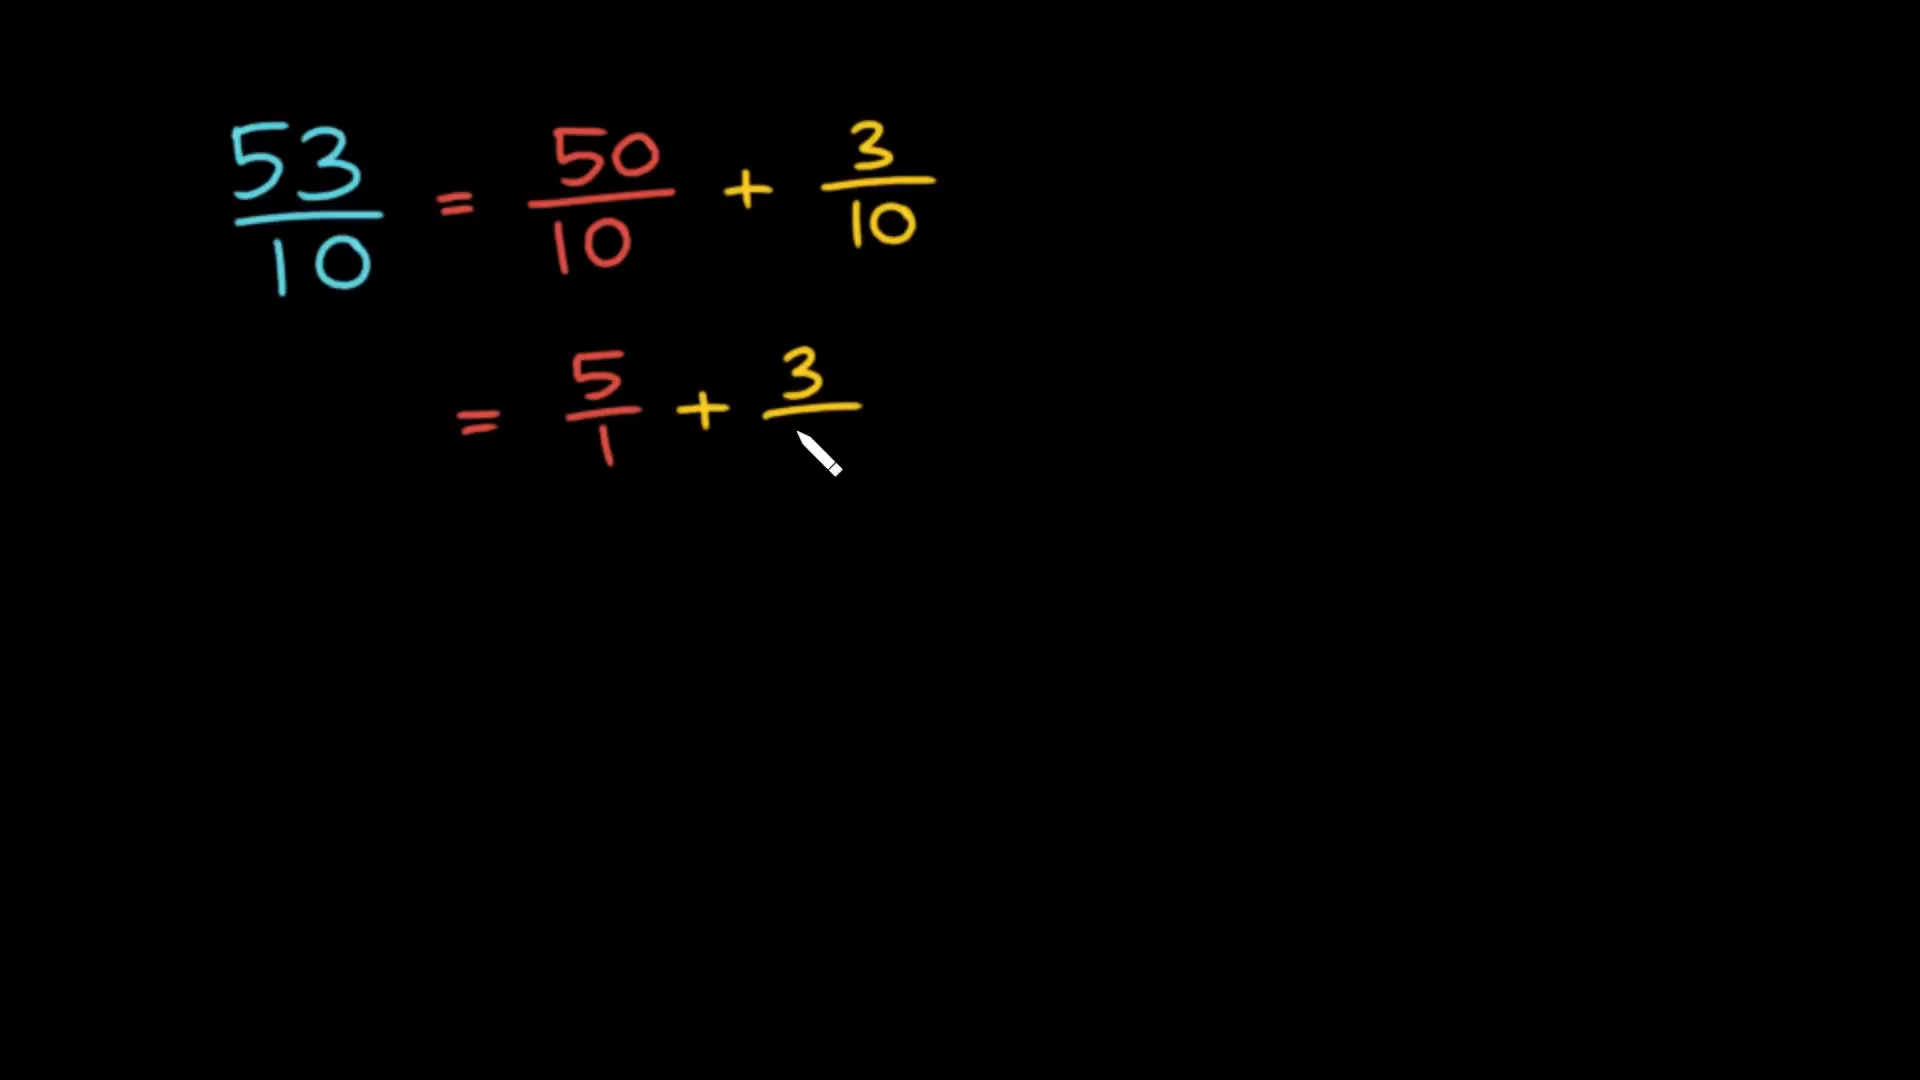 53/10 = 50/10 + 3/10
= 5/1 + 3/